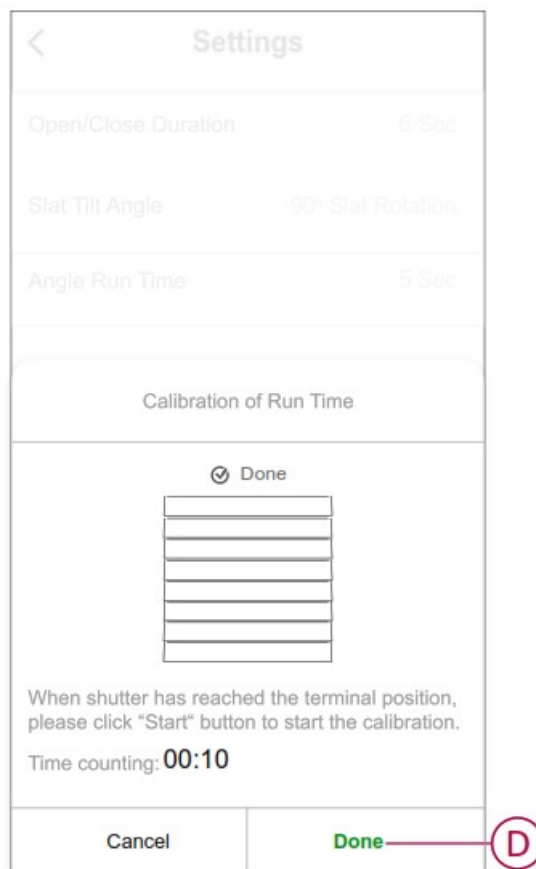 Settings
Open/Close Duration 6 Sec
Slat Tilt Angle 90° Slat Rotation
Angle Run Time 5 Sec
Calibration of Run Time
Done
When shutter has reached the terminal position,
please click “Start“ button to start the calibration.
Time counting: 00:10
Cancel Done D